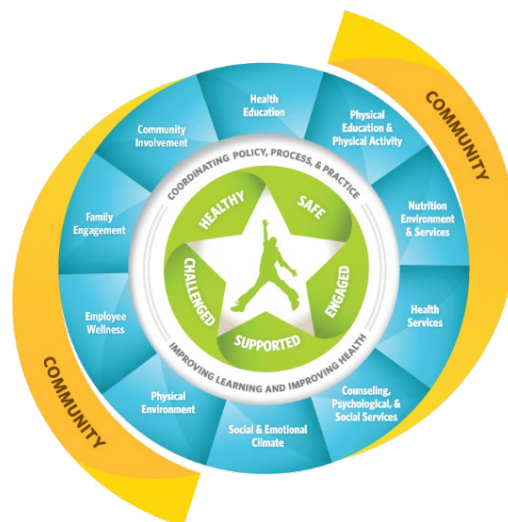 COMMUNITY
Health
Education
Physical
Education &
Physical Activity
Nutrition
Environment
& Services
Health
Services
Counseling,
Psychological, &
Social Services
Social & Emotional
Climate
Physical
Environment
Employee
Wellness
Family
Engagement
Community
Involvement
COORDINATING POLICY, PROCESS, & PRACTICE
IMPROVING LEARNING AND IMPROVING HEALTH
HEALTHY
SAFE
ENGAGED
SUPPORTED
CHALLENGED
COMMUNITY